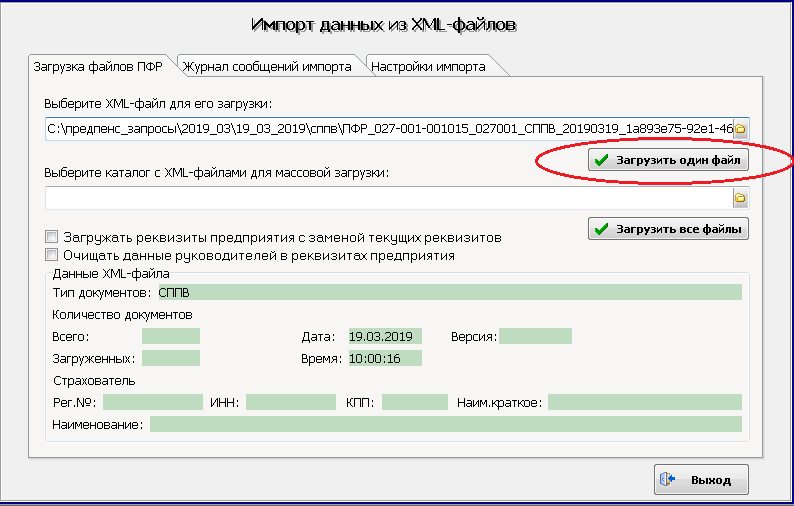 Импорт данных из XML-файлов
Загрузка файлов ПФР Журнал сообщений импорта Настройки импорта
Выберите XML-файл для его загрузки:
C:\предпенс_запросы\2019_03\19_03_2019\сппв\ПФР_027-001-001015_027001_СППВ_20190319_1a893e75-92e1-46
Загрузить один файл
Выберите каталог с XML-файлами для массовой загрузки:
Загрузить все файлы
Загружать реквизиты предприятия с заменой текущих реквизитов
Очищать данные руководителей в реквизитах предприятия
Данные XML-файла
Тип документов: СППВ
Количество документов
Всего: Дата: 19.03.2019 Версия:
Загруженных: Время: 10:00:16
Страхователь
Рег.№: ИНН: КПП: Наим.краткое:
Наименование:
Выход